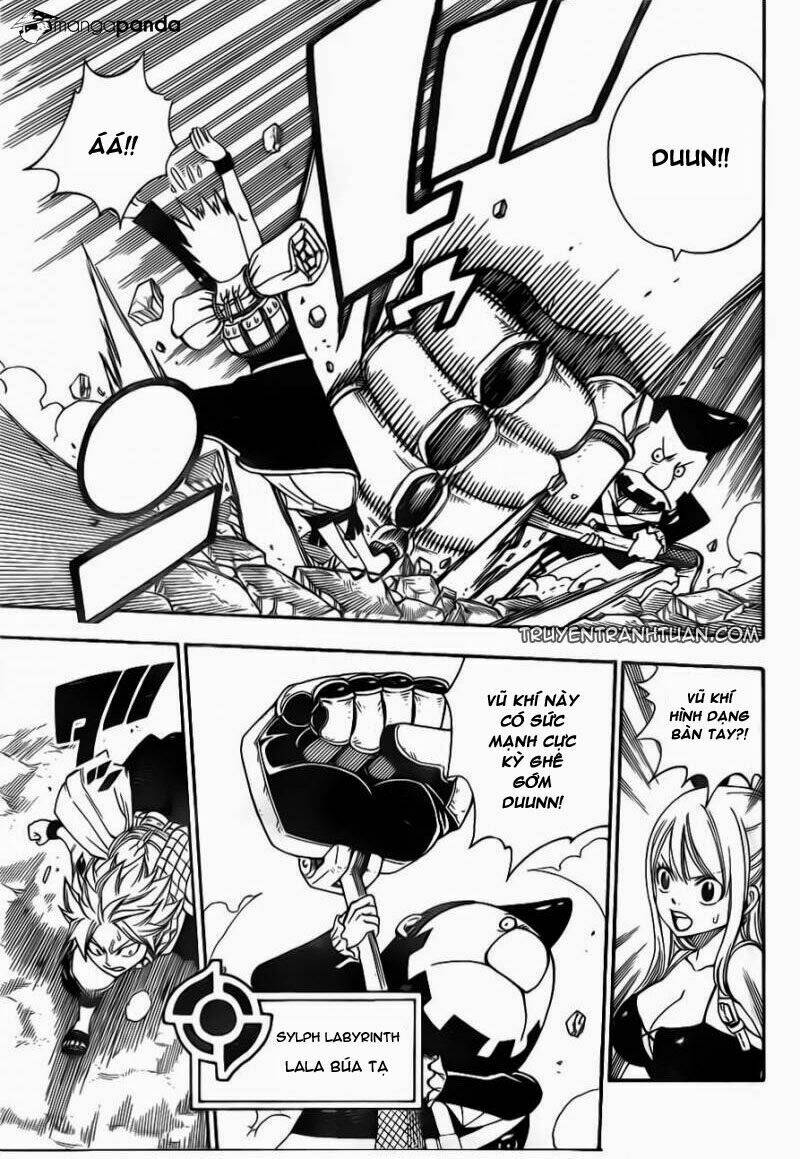 mangapanda
DUUN!!
ÁÁ!!
TRUYENTRANHTUAN.COM
VŨ KHÍ
HÌNH DẠNG
BÀN TAY?!
VŨ KHÍ NÀY
CÓ SỨC
MẠNH CỰC
KỲ GHÊ
GỚM
DUUNN!
SYLPH LABYRINTH
LALA BÚA TẠ